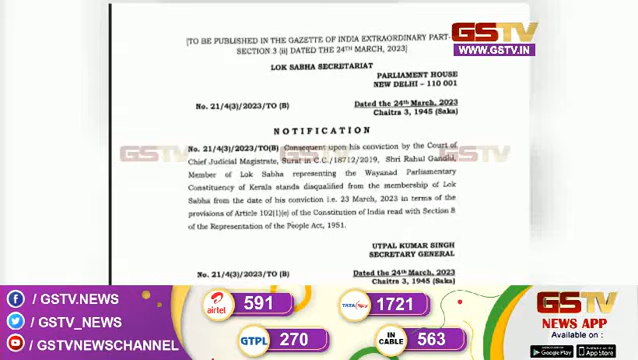 [TO BE PUBLISHED IN THE GAZETTE OF INDIA EXTRAORDINARY PART-
SECTION 3 (ii) DATED THE 24TH MARCH, 2023]
GSTV
WWW.GSTV.IN
LOK SABHA SECRETARIAT
PARLIAMENT HOUSE
NEW DELHI – 110 001
No. 21/4(3)/2023/TO (B)
Dated the 24th March, 2023
Chaitra 3, 1945 (Saka)
NOTIFICATION
No. 21/4(3)/2023/TO(B) Consequent upon his conviction by the Court of
Chief Judicial Magistrate, Surat in C.C./18712/2019, Shri Rahul Gandhi,
Member of Lok Sabha representing the Wayanad Parliamentary
Constituency of Kerala stands disqualified from the membership of Lok
Sabha from the date of his conviction i.e. 23 March, 2023 in terms of the
provisions of Article 102(1)(e) of the Constitution of India read with Section 8
of the Representation of the People Act, 1951.
GSTV
GSTV
GSTV
UTPAL KUMAR SINGH
SECRETARY GENERAL
No. 21/4(3)/2023/TO (B)
Dated the 24th March, 2023
Chaitra 3, 1945 (Saka)
/ GSTV.NEWS
/ GSTV_NEWS
/ GSTVNEWSCHANNEL
airtel 591
TATA Play 1721
GTPL 270
IN CABLE 563
GSTV
NEWS APP
Available on :
Google Play
App Store